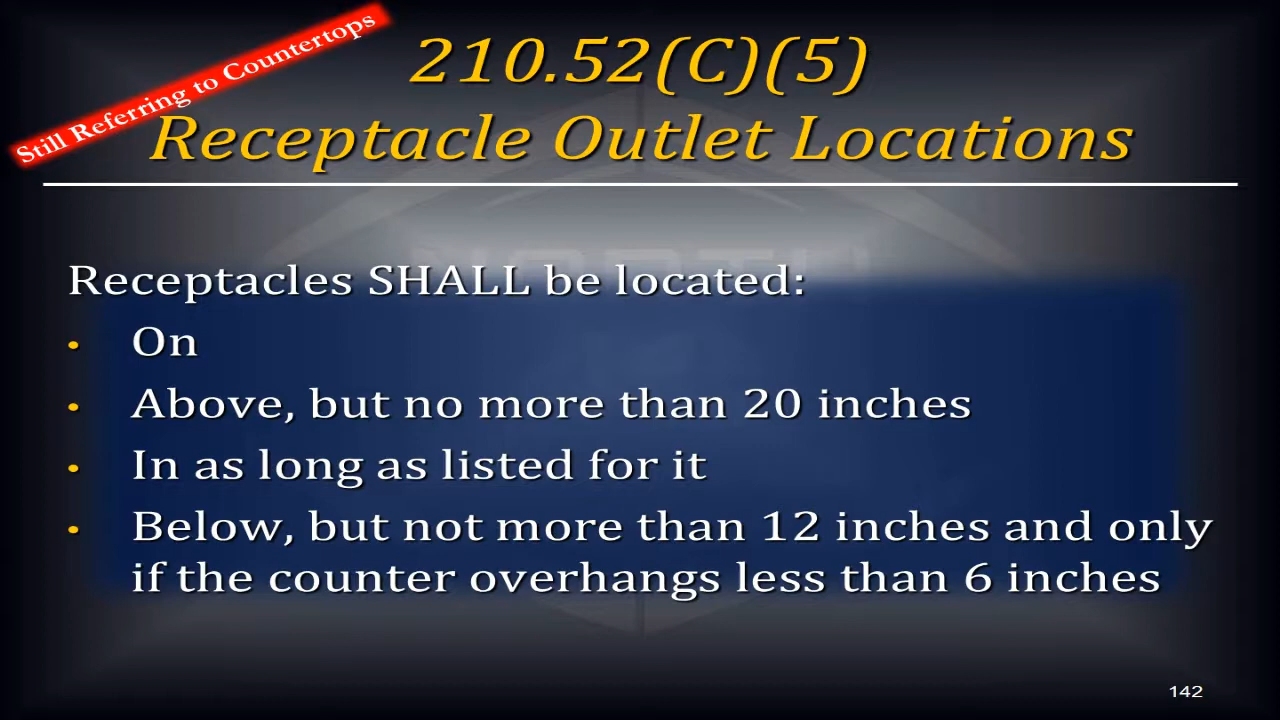 Still Referring to Countertops
210.52(C)(5)
Receptacle Outlet Locations
Receptacles SHALL be located:
• On
• Above, but no more than 20 inches
• In as long as listed for it
• Below, but not more than 12 inches and only
if the counter overhangs less than 6 inches
142